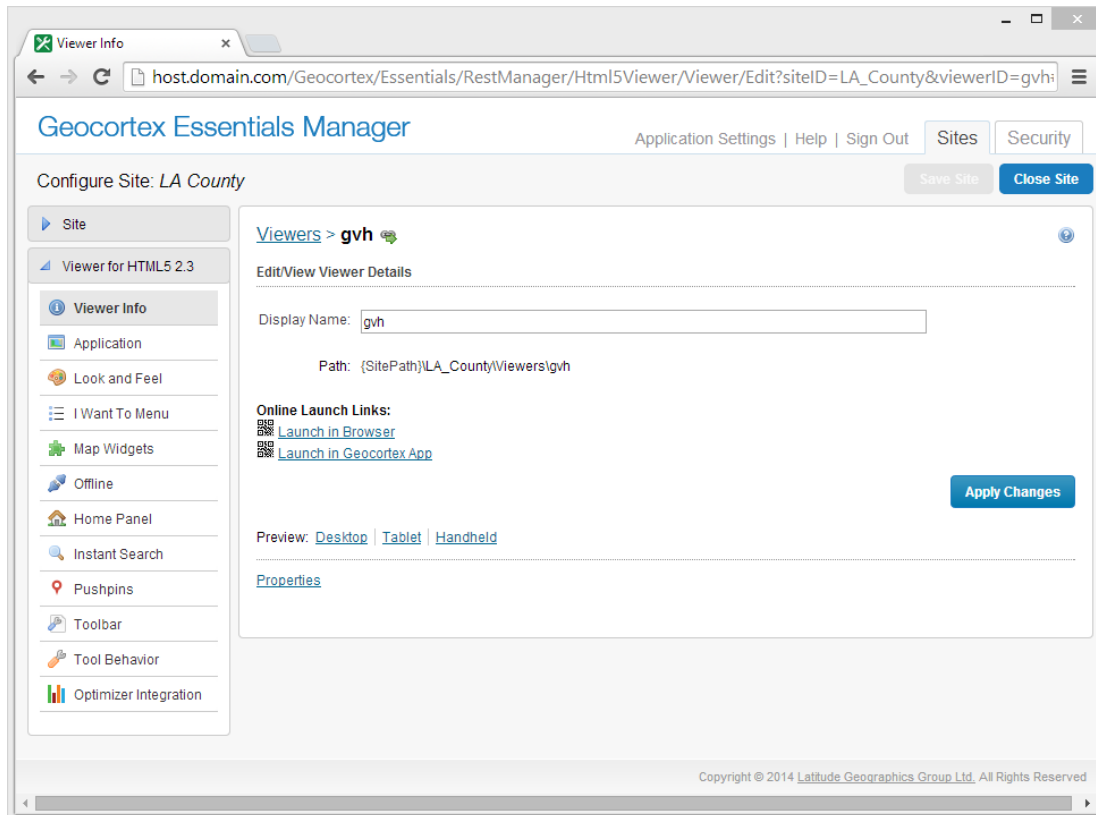 Viewer Info
host.domain.com/Geocortex/Essentials/RestManager/Html5Viewer/Viewer/Edit?siteID=LA_County&viewerID=gvh
Geocortex Essentials Manager
Application Settings | Help | Sign Out
Sites
Security
Configure Site: LA County
Save Site
Close Site
Site
Viewer for HTML5 2.3
Viewer Info
Application
Look and Feel
I Want To Menu
Map Widgets
Offline
Home Panel
Instant Search
Pushpins
Toolbar
Tool Behavior
Optimizer Integration
Viewers > gvh
Edit/View Viewer Details
Display Name: gvh
Path: {SitePath}\LA_County\Viewers\gvh
Online Launch Links:
Launch in Browser
Launch in Geocortex App
Apply Changes
Preview: Desktop | Tablet | Handheld
Properties
Copyright © 2014 Latitude Geographics Group Ltd. All Rights Reserved